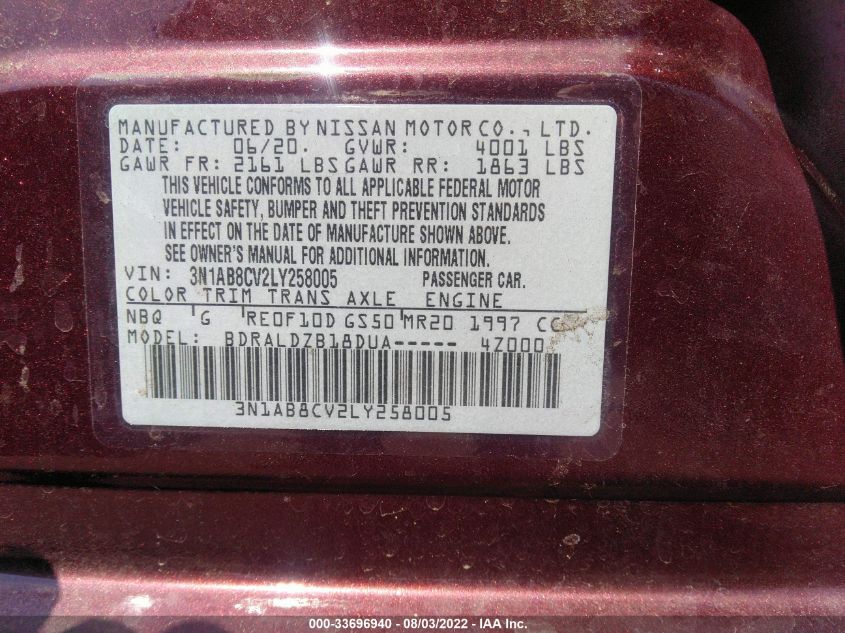 MANUFACTURED BY NISSAN MOTOR CO., LTD.
DATE: 06/20. GVWR: 4001 LBS
GAWR FR: 2161 LBS GAWR RR: 1863 LBS
THIS VEHICLE CONFORMS TO ALL APPLICABLE FEDERAL MOTOR
VEHICLE SAFETY, BUMPER AND THEFT PREVENTION STANDARDS
IN EFFECT ON THE DATE OF MANUFACTURE SHOWN ABOVE.
SEE OWNER'S MANUAL FOR ADDITIONAL INFORMATION.
VIN: 3N1AB8CV2LY258005 PASSENGER CAR.
COLOR TRIM TRANS AXLE ENGINE
NBQ G RE0F10D GS50 MR20 1997 CC
MODEL: BDRALDZB18DUA----- 4Z000
3N1AB8CV2LY258005
000-33696940 - 08/03/2022 - IAA Inc.